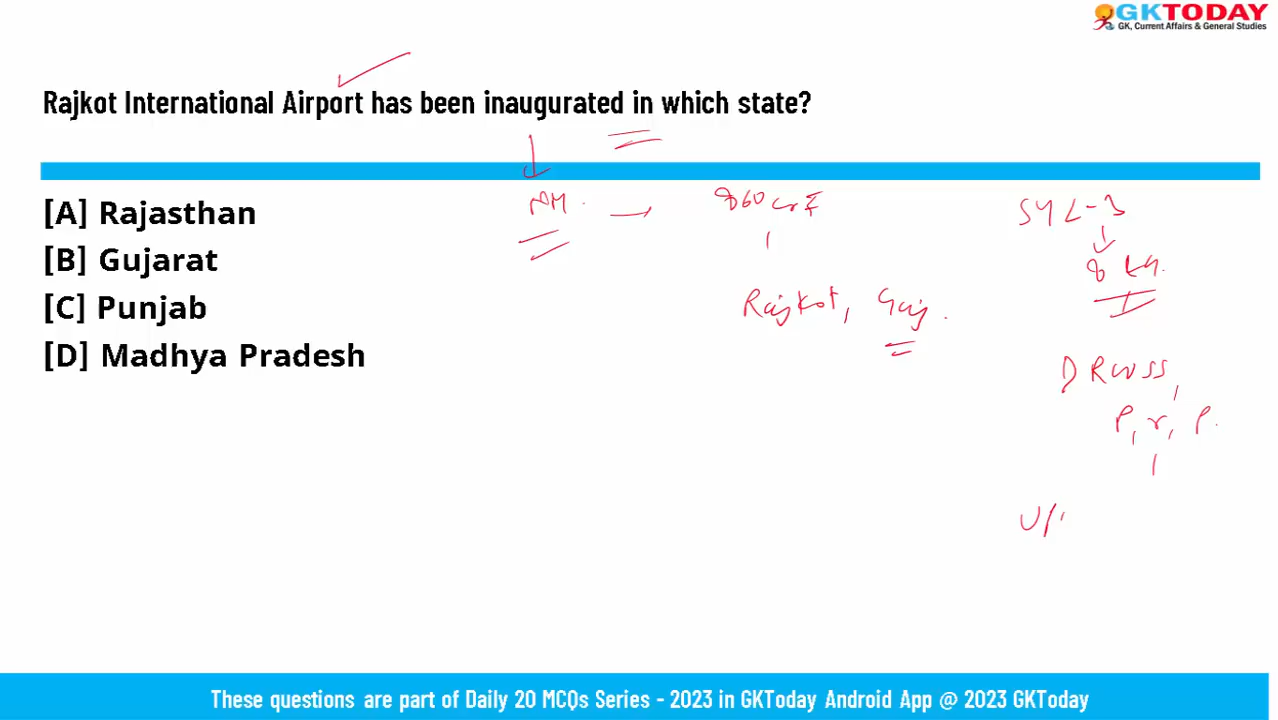 GKTODAY
GK, Current Affairs & General Studies
Rajkot International Airport has been inaugurated in which state?
[A] Rajasthan
[B] Gujarat
[C] Punjab
[D] Madhya Pradesh
860 cr ₹
Rajkot, Guj.
SYL-3
8 
DRWSS,
P, r, P.
U/
These questions are part of Daily 20 MCQs Series - 2023 in GKToday Android App @ 2023 GKToday